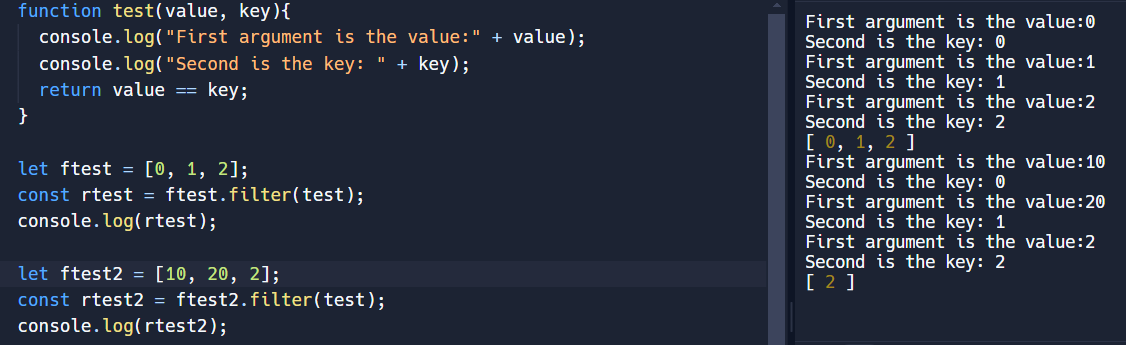 function test(value, key){
  console.log("First argument is the value:" + value);
  console.log("Second is the key: " + key);
  return value == key;
}
let ftest = [0, 1, 2];
const rtest = ftest.filter(test);
console.log(rtest);
let ftest2 = [10, 20, 2];
const rtest2 = ftest2.filter(test);
console.log(rtest2);
First argument is the value:0
Second is the key: 0
First argument is the value:1
Second is the key: 1
First argument is the value:2
Second is the key: 2
[ 0, 1, 2 ]
First argument is the value:10
Second is the key: 0
First argument is the value:20
Second is the key: 1
First argument is the value:2
Second is the key: 2
[ 2 ]